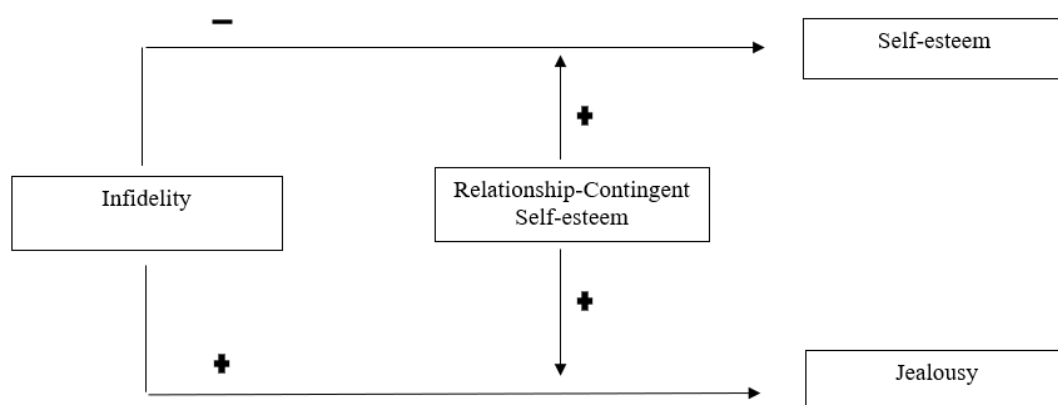 −
Self-esteem
+
Infidelity
Relationship-Contingent
Self-esteem
+
+
Jealousy